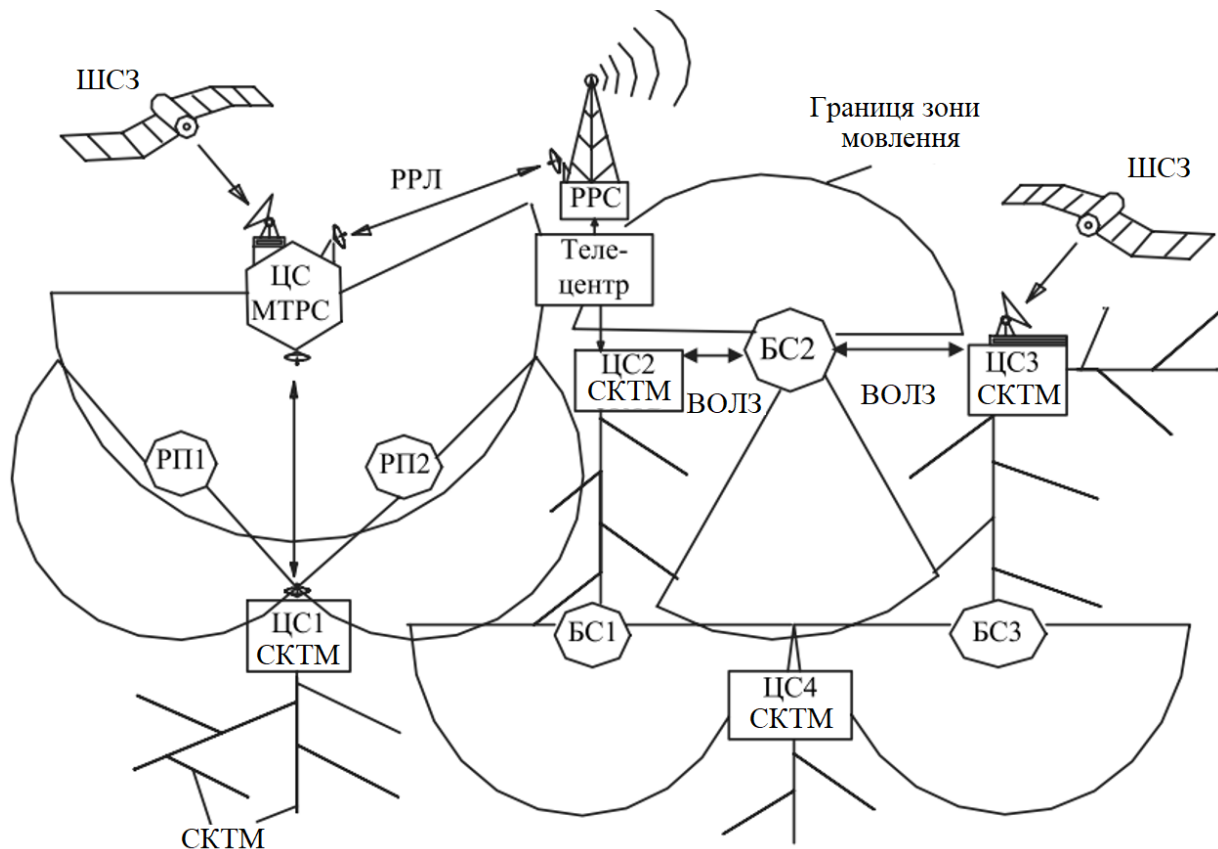 ШСЗ
Границя зони
мовлення
ШСЗ
РРЛ
РРС
Теле-
центр
ЦС
МТРС
ЦС2
СКТМ
ВОЛЗ
БС2
ВОЛЗ
ЦС3
СКТМ
РП1
РП2
ЦС1
СКТМ
БС1
БС3
ЦС4
СКТМ
СКТМ